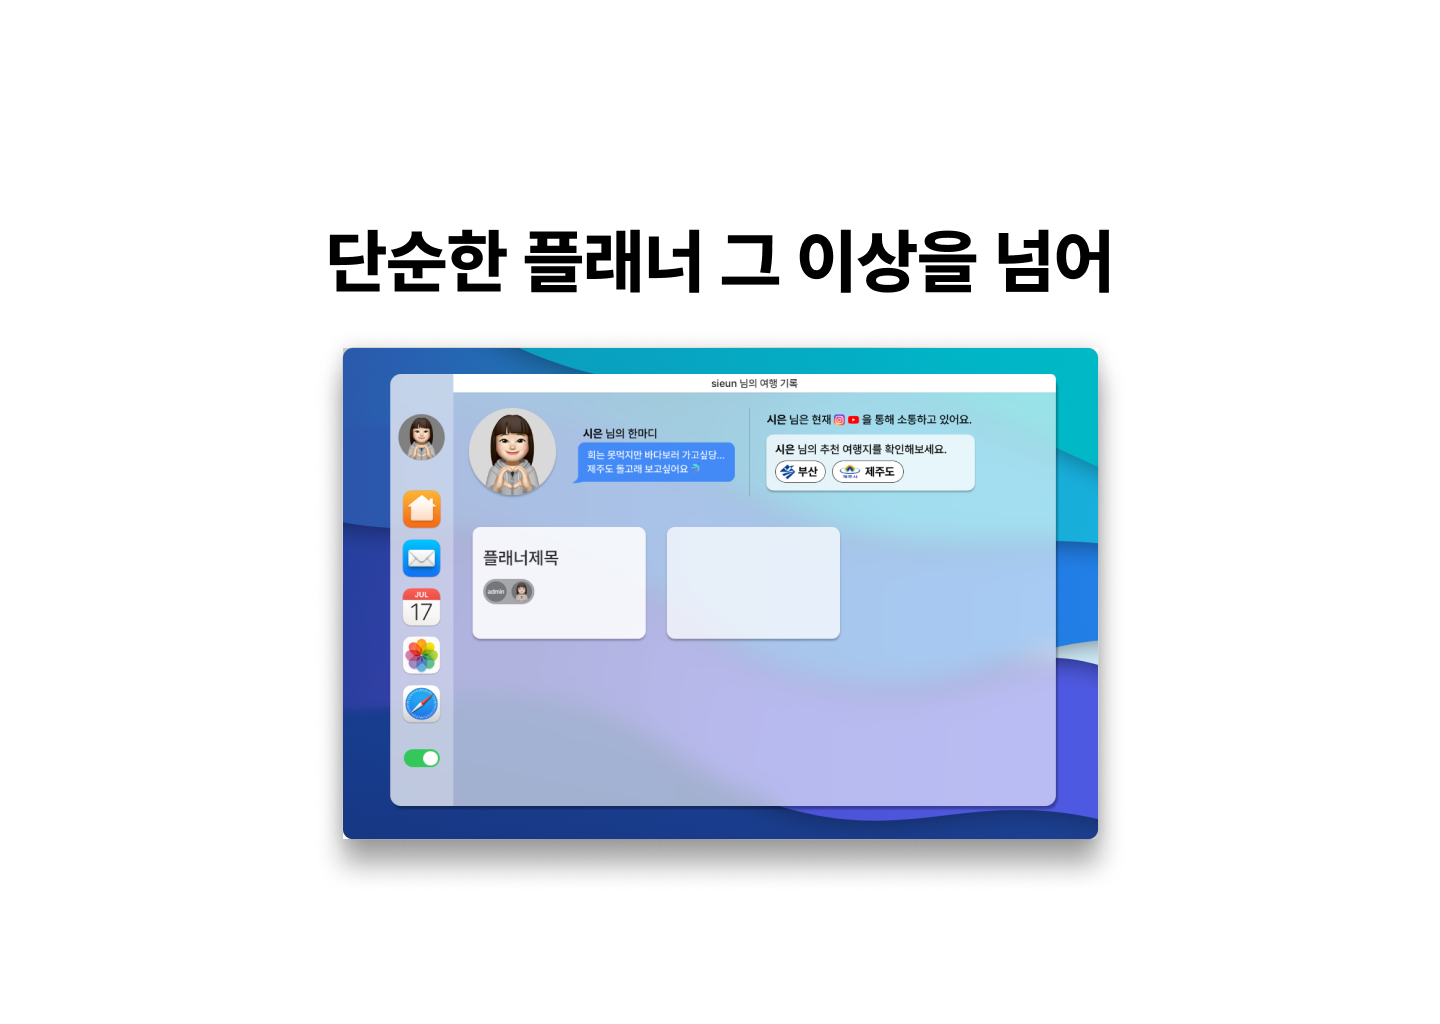 단순한 플래너 그 이상을 넘어
sieun 님의 여행 기록
시은 님의 한마디
회는 못먹지만 바다보러 가고싶당...
제주도 돌고래 보고싶어요
시은 님은 현재 을 통해 소통하고 있어요.
시은 님의 추천 여행지를 확인해보세요.
부산 제주도
플래너제목
admin
JUL
17